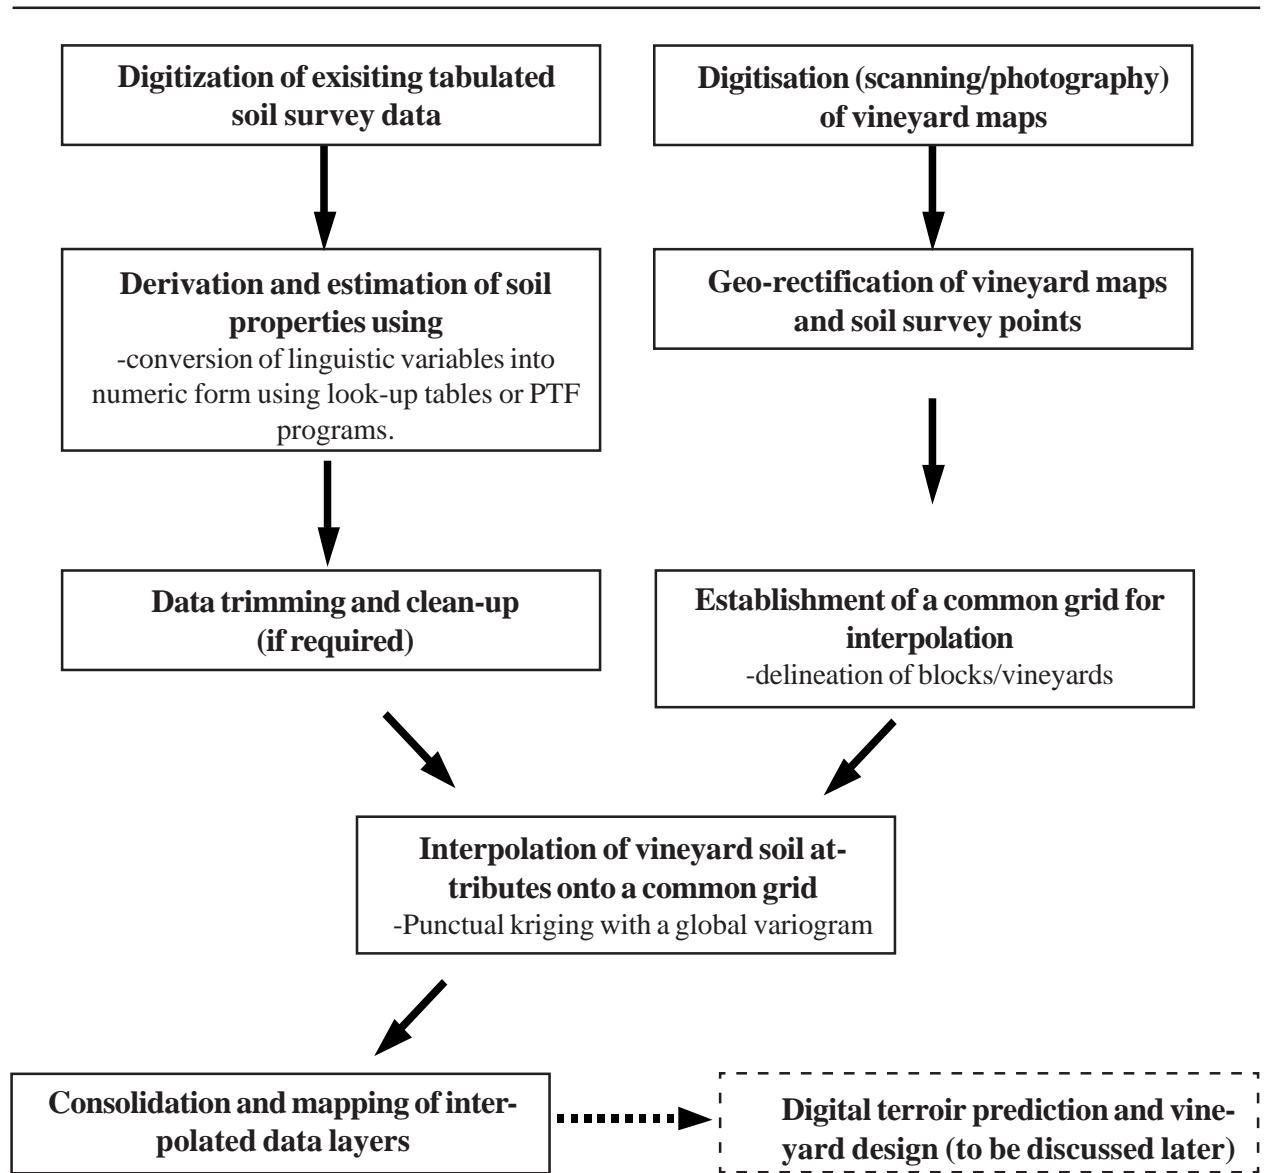 Digitization of exisiting tabulated
soil survey data
Digitisation (scanning/photography)
of vineyard maps
Derivation and estimation of soil
properties using
-conversion of linguistic variables into
numeric form using look-up tables or PTF
programs.
Geo-rectification of vineyard maps
and soil survey points
Data trimming and clean-up
(if required)
Establishment of a common grid for
interpolation
-delineation of blocks/vineyards
Interpolation of vineyard soil at-
tributes onto a common grid
-Punctual kriging with a global variogram
Consolidation and mapping of inter-
polated data layers
Digital terroir prediction and vine-
yard design (to be discussed later)